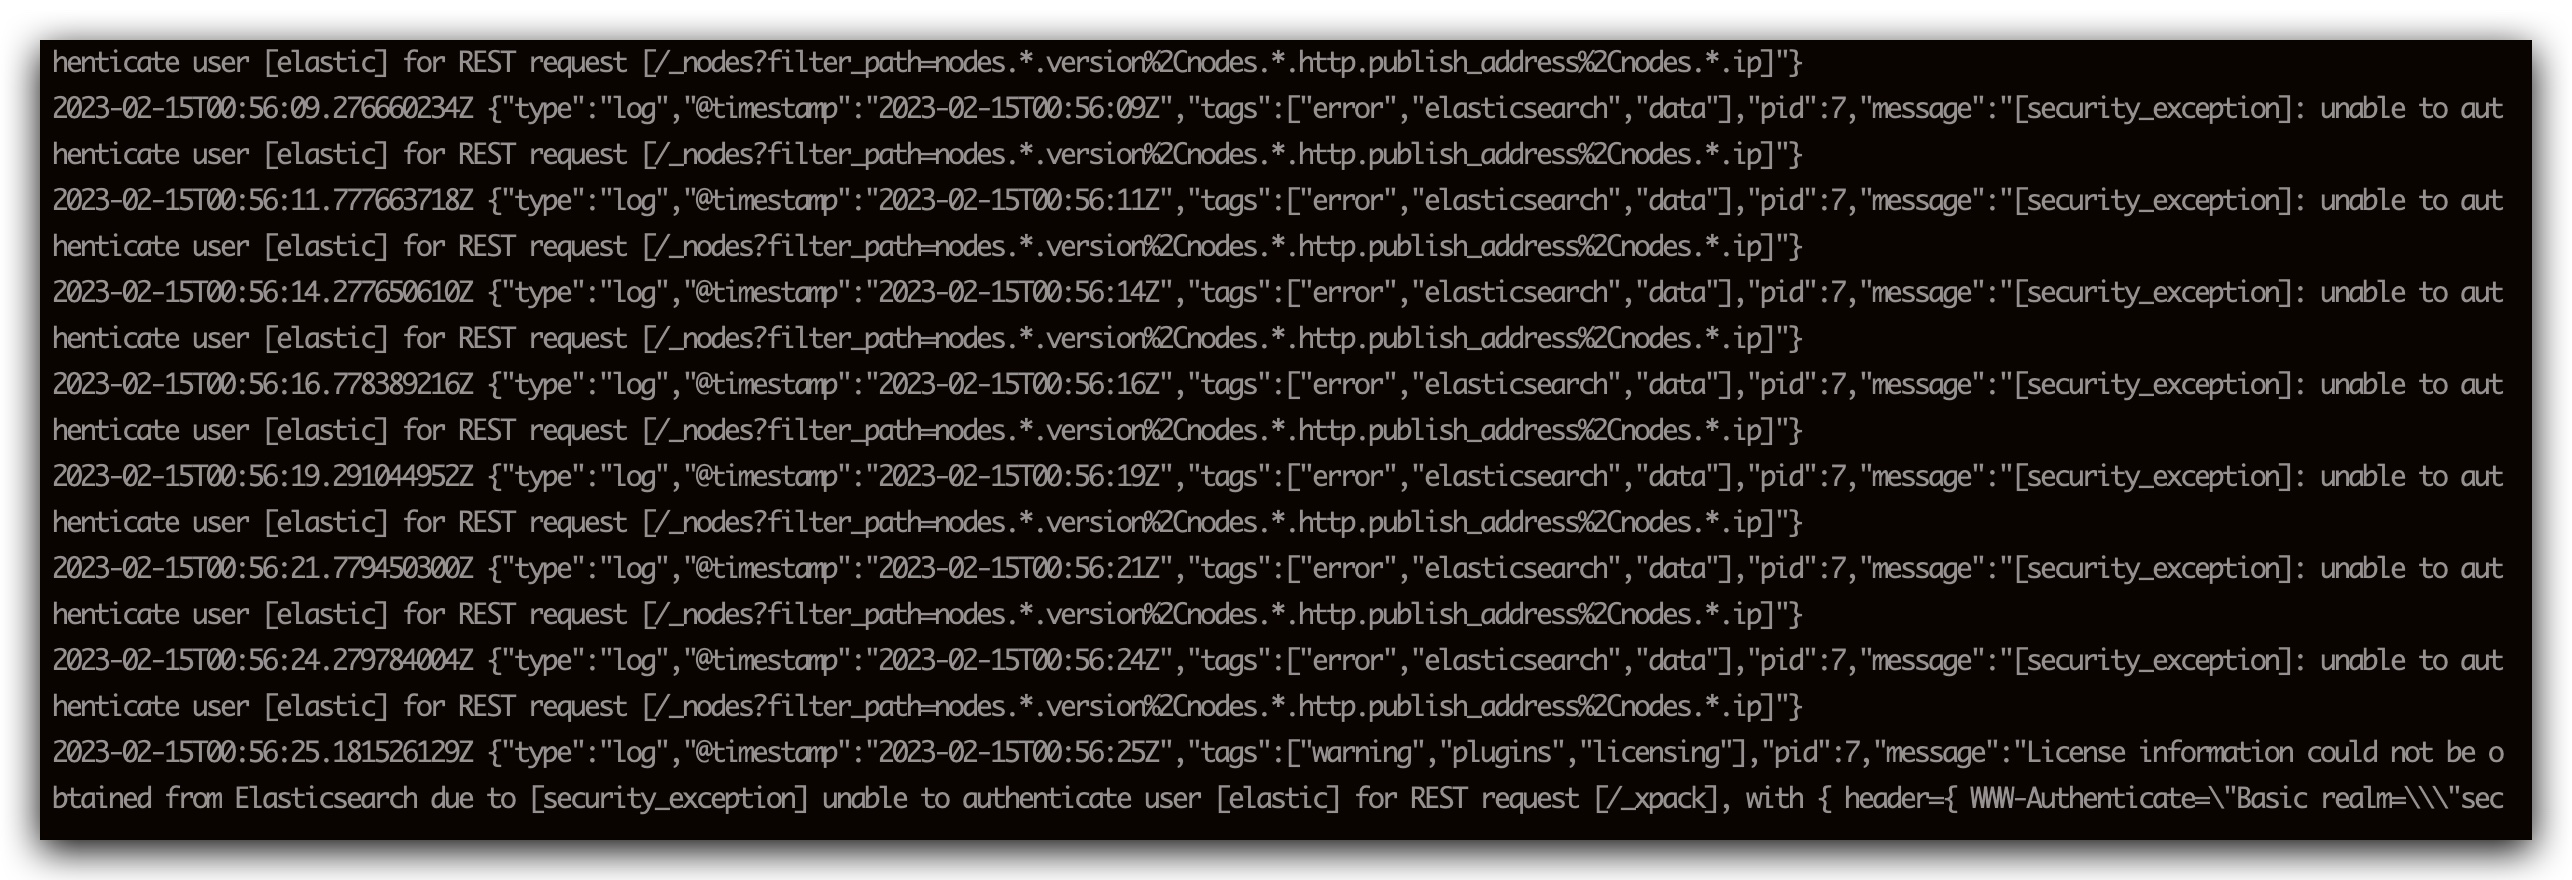 henticate user [elastic] for REST request [/_nodes?filter_path=nodes.*.version%2Cnodes.*.http.publish_address%2Cnodes.*.ip]"}
2023-02-15T00:56:09.276660234Z {"type":"log","@timestamp":"2023-02-15T00:56:09Z","tags":["error","elasticsearch","data"],"pid":7,"message":"[security_exception]: unable to aut
henticate user [elastic] for REST request [/_nodes?filter_path=nodes.*.version%2Cnodes.*.http.publish_address%2Cnodes.*.ip]"}
2023-02-15T00:56:11.777663718Z {"type":"log","@timestamp":"2023-02-15T00:56:11Z","tags":["error","elasticsearch","data"],"pid":7,"message":"[security_exception]: unable to aut
henticate user [elastic] for REST request [/_nodes?filter_path=nodes.*.version%2Cnodes.*.http.publish_address%2Cnodes.*.ip]"}
2023-02-15T00:56:14.277650610Z {"type":"log","@timestamp":"2023-02-15T00:56:14Z","tags":["error","elasticsearch","data"],"pid":7,"message":"[security_exception]: unable to aut
henticate user [elastic] for REST request [/_nodes?filter_path=nodes.*.version%2Cnodes.*.http.publish_address%2Cnodes.*.ip]"}
2023-02-15T00:56:16.778389216Z {"type":"log","@timestamp":"2023-02-15T00:56:16Z","tags":["error","elasticsearch","data"],"pid":7,"message":"[security_exception]: unable to aut
henticate user [elastic] for REST request [/_nodes?filter_path=nodes.*.version%2Cnodes.*.http.publish_address%2Cnodes.*.ip]"}
2023-02-15T00:56:19.291044952Z {"type":"log","@timestamp":"2023-02-15T00:56:19Z","tags":["error","elasticsearch","data"],"pid":7,"message":"[security_exception]: unable to aut
henticate user [elastic] for REST request [/_nodes?filter_path=nodes.*.version%2Cnodes.*.http.publish_address%2Cnodes.*.ip]"}
2023-02-15T00:56:21.779450300Z {"type":"log","@timestamp":"2023-02-15T00:56:21Z","tags":["error","elasticsearch","data"],"pid":7,"message":"[security_exception]: unable to aut
henticate user [elastic] for REST request [/_nodes?filter_path=nodes.*.version%2Cnodes.*.http.publish_address%2Cnodes.*.ip]"}
2023-02-15T00:56:24.279784004Z {"type":"log","@timestamp":"2023-02-15T00:56:24Z","tags":["error","elasticsearch","data"],"pid":7,"message":"[security_exception]: unable to aut
henticate user [elastic] for REST request [/_nodes?filter_path=nodes.*.version%2Cnodes.*.http.publish_address%2Cnodes.*.ip]"}
2023-02-15T00:56:25.181526129Z {"type":"log","@timestamp":"2023-02-15T00:56:25Z","tags":["warning","plugins","licensing"],"pid":7,"message":"License information could not be o
btained from Elasticsearch due to [security_exception] unable to authenticate user [elastic] for REST request [/_xpack], with { header={ WWW-Authenticate=\"Basic realm=\\\"sec